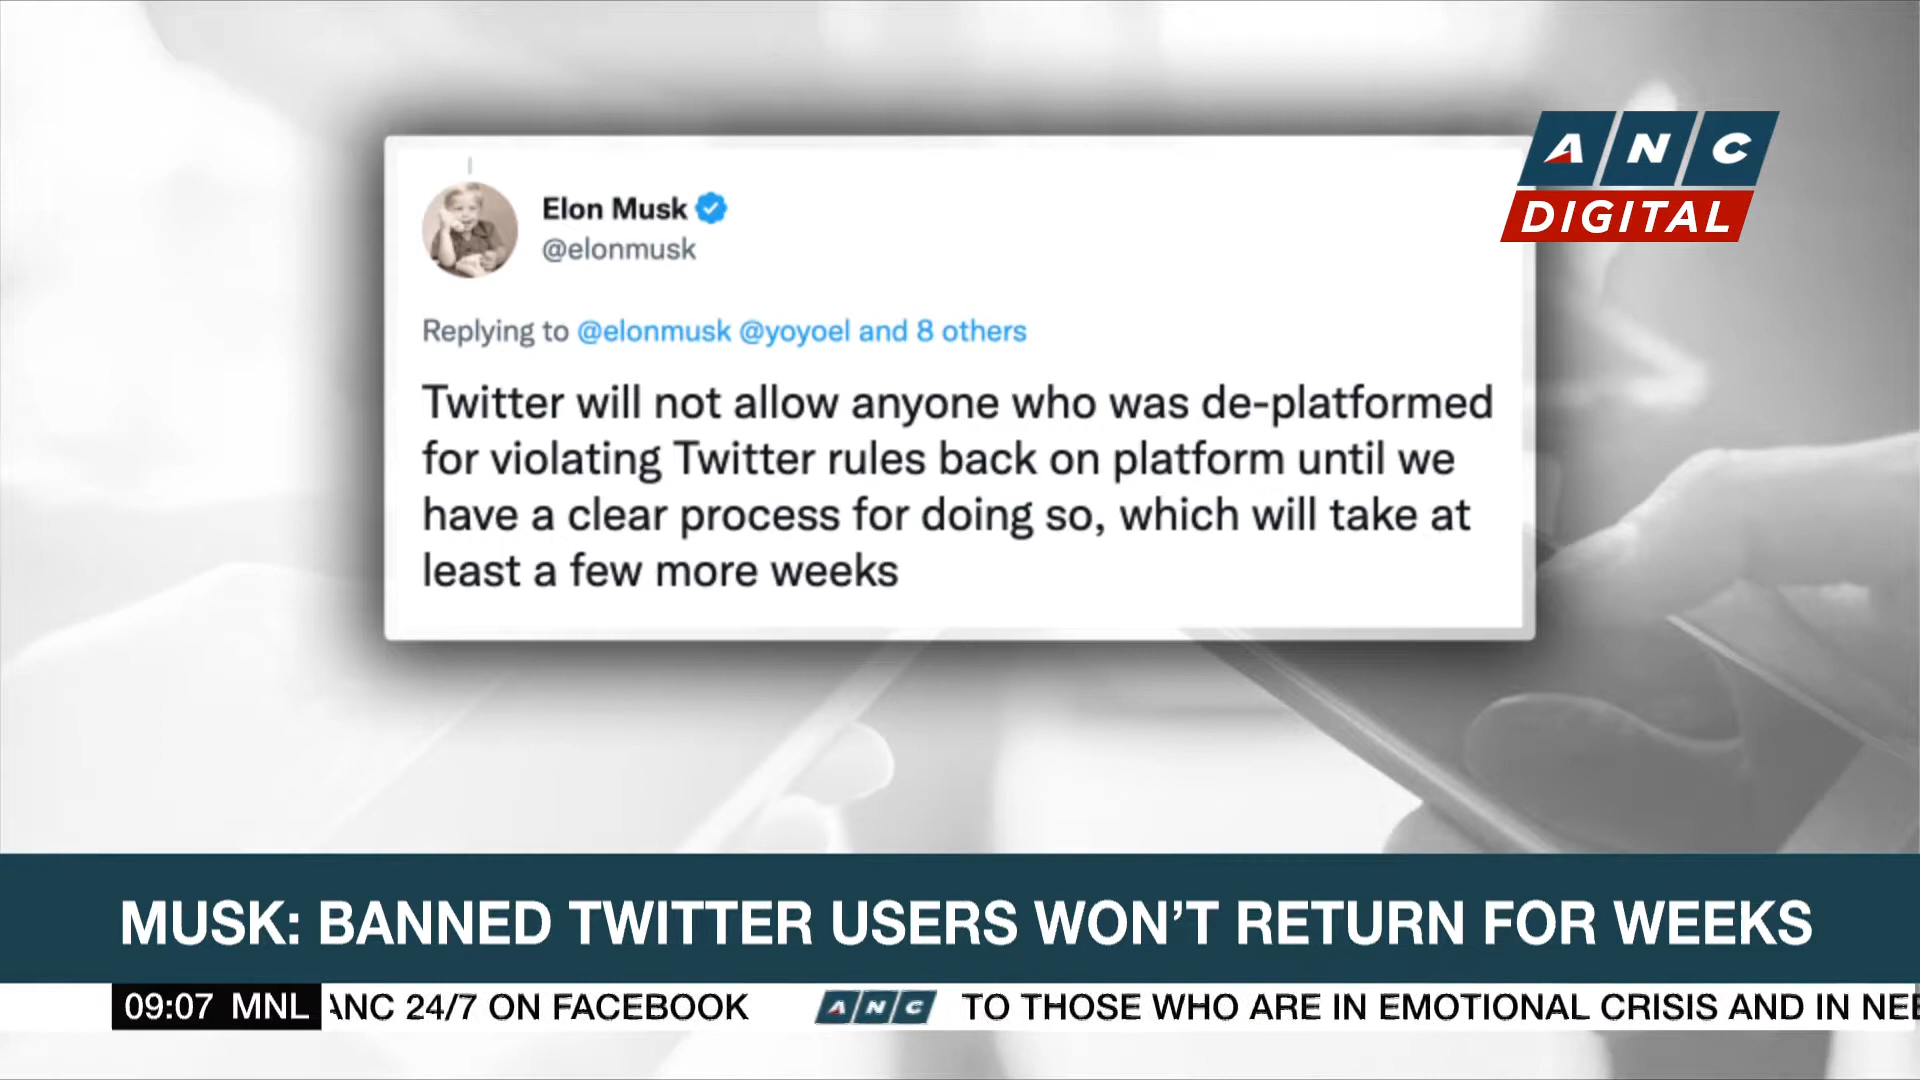 ANC
DIGITAL
Elon Musk
@elonmusk
Replying to @elonmusk @yoyoel and 8 others
Twitter will not allow anyone who was de-platformed
for violating Twitter rules back on platform until we
have a clear process for doing so, which will take at
least a few more weeks
MUSK: BANNED TWITTER USERS WON'T RETURN FOR WEEKS
09:07 MNL ANC 24/7 ON FACEBOOK ANC TO THOSE WHO ARE IN EMOTIONAL CRISIS AND IN